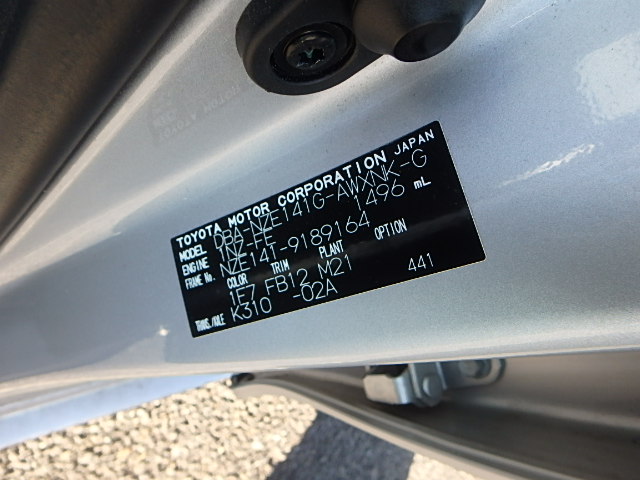 TOYOTA MOTOR CORPORATION JAPAN
MODEL DBA-NZE141G-AWXNK-G
ENGINE 1NZ-FE 1496 mL
FRAME No. NZE141-9189164
COLOR TRIM PLANT OPTION
1F7 FB12 M21 441
TRANS./AXLE K310 -02A